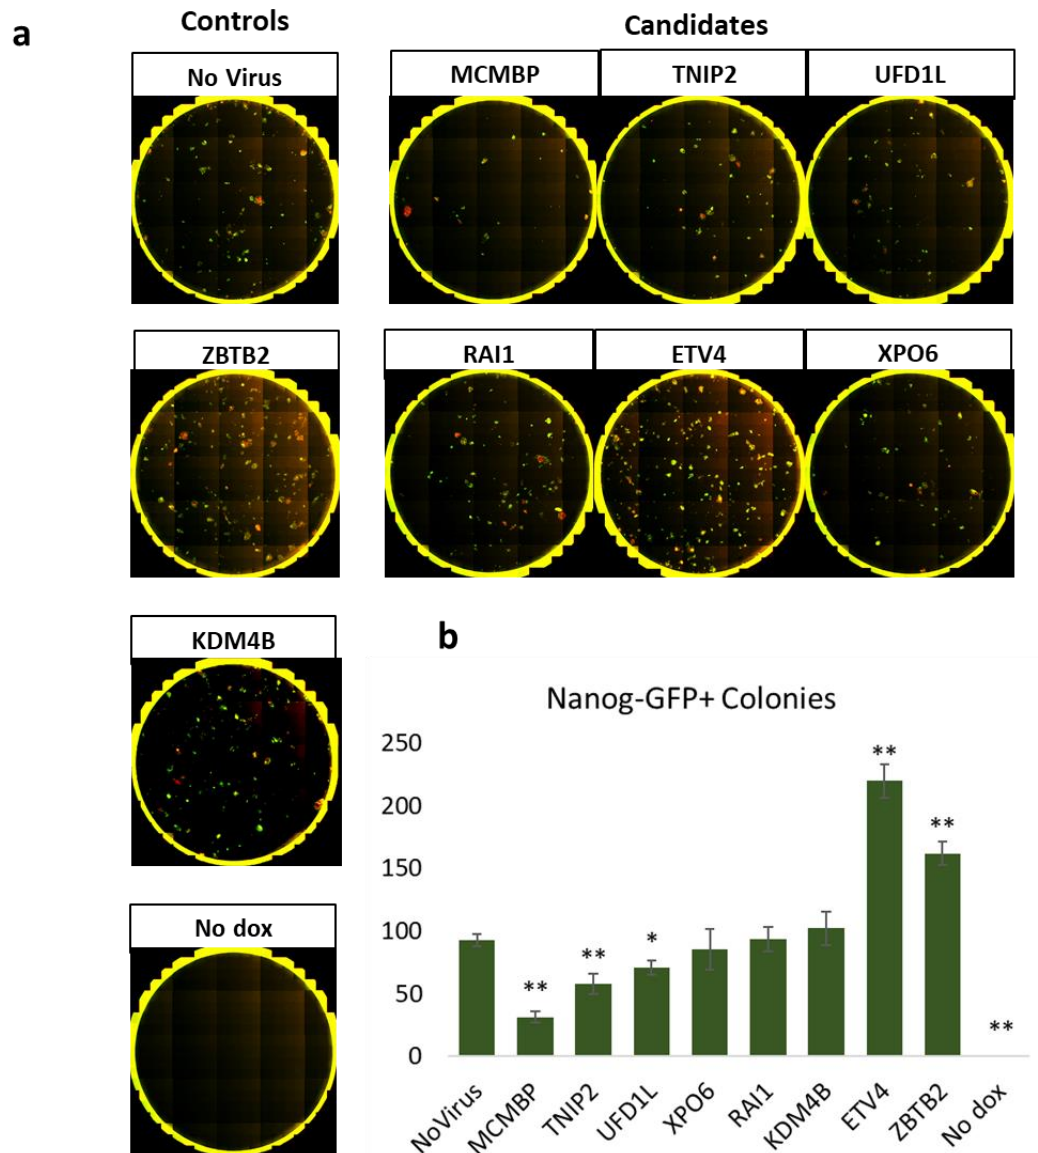 a
Controls
Candidates
No Virus
MCMBP
TNIP2
UFD1L
ZBTB2
RAI1
ETV4
XPO6
KDM4B
No dox
b
Nanog-GFP+ Colonies
250
200
150
100
50
0
**
**
*
**
**
**
NoVirus
MCMBP
TNIP2
UFD1L
XPO6
RAI1
KDM4B
ETV4
ZBTB2
No dox